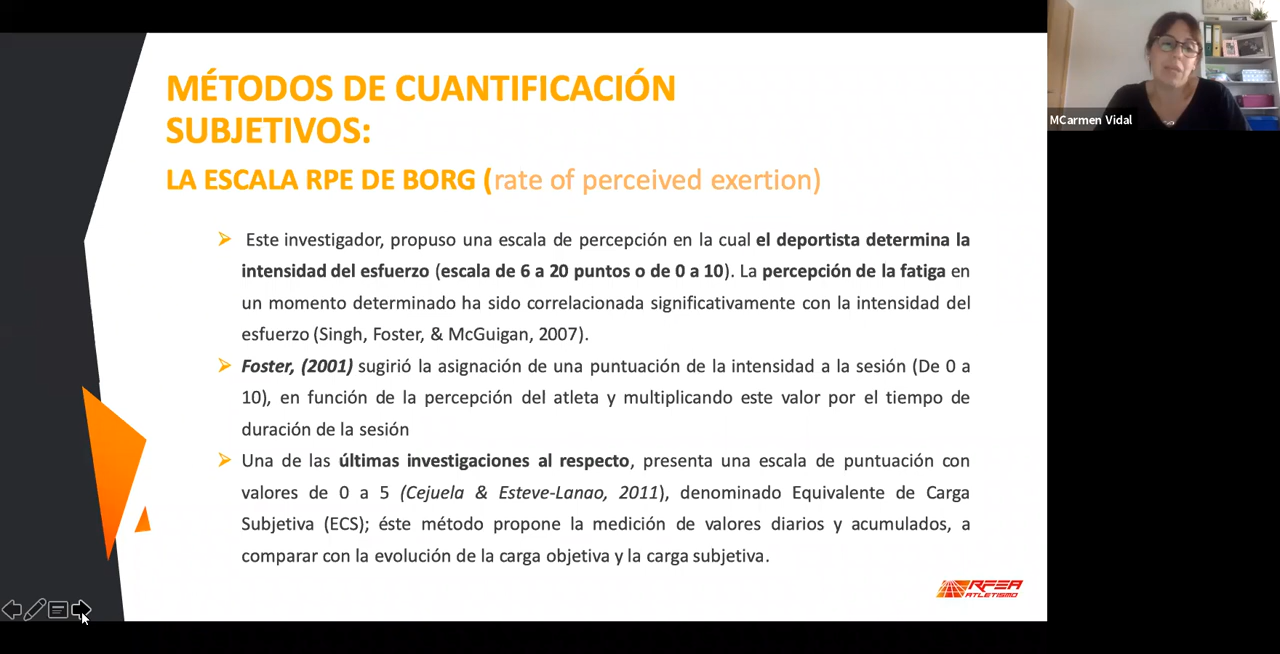 MÉTODOS DE CUANTIFICACIÓN
SUBJETIVOS:
LA ESCALA RPE DE BORG (rate of perceived exertion)
Este investigador, propuso una escala de percepción en la cual el deportista determina la
intensidad del esfuerzo (escala de 6 a 20 puntos o de 0 a 10). La percepción de la fatiga en
un momento determinado ha sido correlacionada significativamente con la intensidad del
esfuerzo (Singh, Foster, & McGuigan, 2007).
Foster, (2001) sugirió la asignación de una puntuación de la intensidad a la sesión (De 0 a
10), en función de la percepción del atleta y multiplicando este valor por el tiempo de
duración de la sesión
Una de las últimas investigaciones al respecto, presenta una escala de puntuación con
valores de 0 a 5 (Cejuela & Esteve-Lanao, 2011), denominado Equivalente de Carga
Subjetiva (ECS); éste método propone la medición de valores diarios y acumulados, a
comparar con la evolución de la carga objetiva y la carga subjetiva.
RFEA
ATLETISMO
MCarmen Vidal